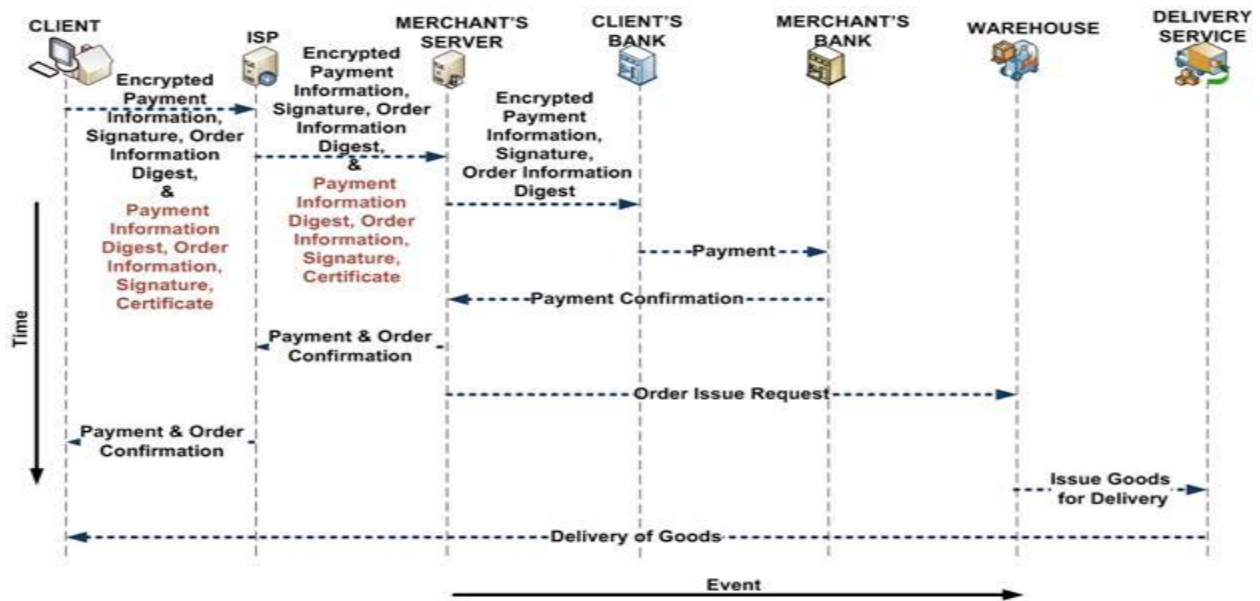 CLIENT
ISP
MERCHANT'S
SERVER
CLIENT'S
BANK
MERCHANT'S
BANK
WAREHOUSE
DELIVERY
SERVICE
Encrypted
Payment
Information,
Signature, Order
Information
Digest,
&
Payment
Information
Digest, Order
Information,
Signature,
Certificate
Encrypted
Payment
Information,
Signature, Order
Information
Digest,
&
Payment
Information
Digest, Order
Information,
Signature,
Certificate
Encrypted
Payment
Information,
Signature,
Order Information
Digest
Payment
Payment Confirmation
Payment & Order
Confirmation
Order Issue Request
Payment & Order
Confirmation
Issue Goods
for Delivery
Delivery of Goods
Time
Event